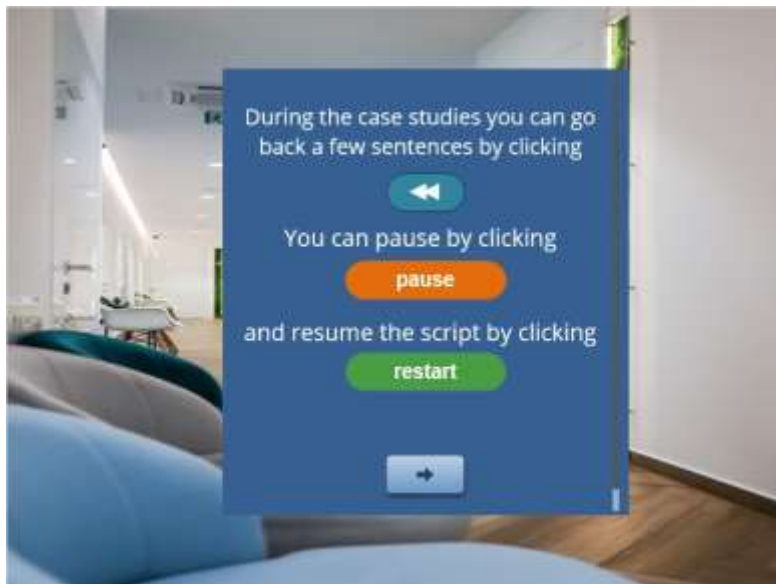 During the case studies you can go
back a few sentences by clicking
You can pause by clicking
pause
and resume the script by clicking
restart